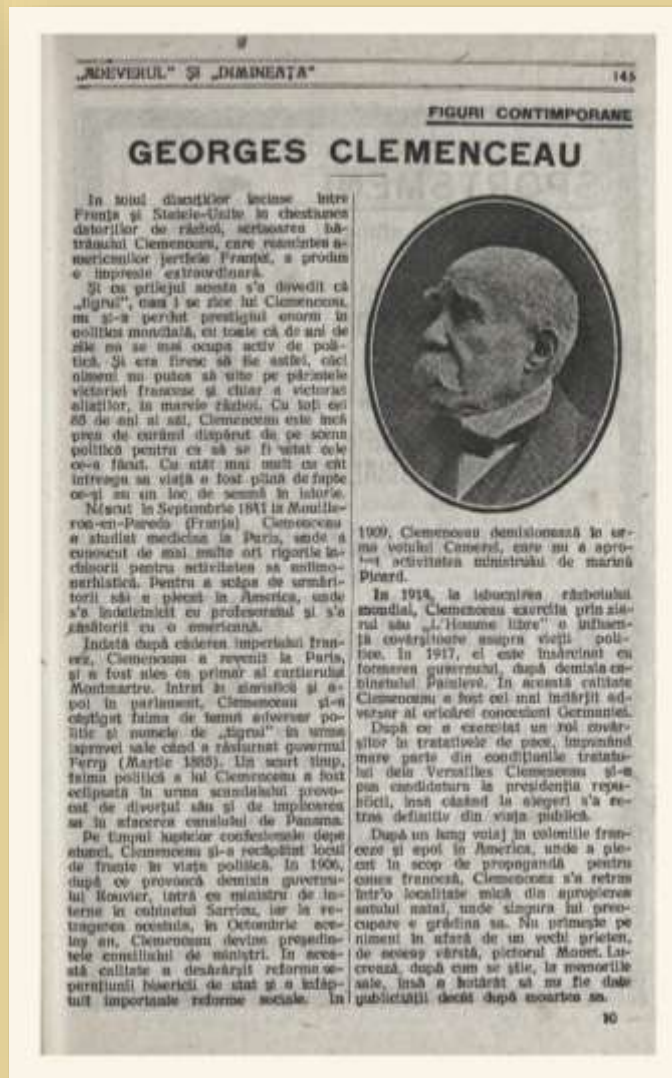 „ADEVERUL” ȘI „DIMINEAȚA”
145
FIGURI CONTIMPORANE
GEORGES CLEMENCEAU
In toiul discuțiilor încinse între
Franța și Statele-Unite în chestiunea
datoriilor de război, scrisoarea bă-
trânului Clemenceau, care reamintea a-
mericanilor jertfele Franței, a produs
o impresie extraordinară.
Și cu prilejul acesta s'a dovedit că
„tigrul”, cum i se zice lui Clemenceau,
nu și-a perdut prestigiul enorm în
politica mondială, cu toate că de ani de
zile nu se mai ocupa activ de poli-
tică. Și era firesc să fie astfel, căci
nimeni nu putea să uite pe părintele
victoriei franceze și chiar a victoriei
aliaților, în marele război. Cu toți cei
85 de ani ai săi, Clemenceau este încă
prea de curând dispărut de pe scena
politică pentru ca să se fi uitat cele
ce-a făcut. Cu atât mai mult cu cât
întreaga sa viață a fost plină de fapte
ce-și au un loc de seamă în istorie.
Născut în Septembrie 1841 la Mouille-
ron-en-Pareds (Franța) Clemenceau
a studiat medicina la Paris, unde a
cunoscut de mai multe ori rigorile în-
chisorii pentru activitatea sa antimo-
narhistică. Pentru a scăpa de urmări-
torii săi a plecat în America, unde
s'a îndeletnicit cu profesoratul și s'a
căsătorit cu o americană.
Indată după căderea imperiului fran-
cez, Clemenceau a revenit la Paris,
și a fost ales ca primar al cartierului
Montmartre. Intrat în ziaristică și a-
poi în parlament, Clemenceau și-a
câștigat faima de temut adversar po-
litic și numele de „tigrul” în urma
isprovei sale când a răsturnat guvernul
Ferry (Martie 1885). Un scurt timp,
faima politică a lui Clemenceau a fost
eclipsată în urma scandalului provo-
cat de divorțul său și de implicarea
sa în afacerea canalului de Panama.
Pe timpul luptelor confesionale depe
atunci, Clemenceau și-a recăpătat locul
de frunte în viața politică. In 1906,
după ce provoacă demisia guvernu-
lui Rouvier, intră ca ministru de in-
terne în cabinetul Sarrieu, iar la re-
tragerea acestuia, în Octombrie ace-
laș an, Clemenceau devine președin-
tele consiliului de miniștri. In acea-
stă calitate a desăvârșit reforma se-
parațiunii bisericii de stat și a înfăp-
tuit importante reforme sociale. In
1909, Clemenceau demisionează în ur-
ma votului Camerei, care nu a apro-
bat activitatea ministrului de marină
Picard.
In 1914, la isbucnirea războiului
mondial, Clemenceau exercita prin zia-
rul său „L'Homme libre” o influen-
ță covârșitoare asupra vieții poli-
tice. In 1917, el este însărcinat cu
formarea guvernului, după demisia ca-
binetului Painlevé. In această calitate
Clemenceau a fost cel mai îndârjit ad-
versar al oricărei concesiuni Germaniei.
După ce a exercitat un rol covâr-
șitor în tratativele de pace, impunând
mare parte din condițiunile tratatu-
lui dela Versailles Clemenceau și-a
pus candidatura la președinția repu-
blicii, însă căzând la alegeri s'a re-
tras definitiv din viața publică.
După un lung voiaj în coloniile fran-
ceze și apoi în America, unde a ple-
cat în scop de propagandă pentru
cauza franceză, Clemenceau s'a retras
într'o localitate mică din apropierea
satului natal, unde singura lui preo-
cupare e grădina sa. Nu primește pe
nimeni în afară de un vechi prieten,
de aceeaș vârstă, pictorul Monet. Lu-
crează, după cum se știe, la memoriile
sale, însă a hotărât să nu fie date
publicității decât după moartea sa.
10